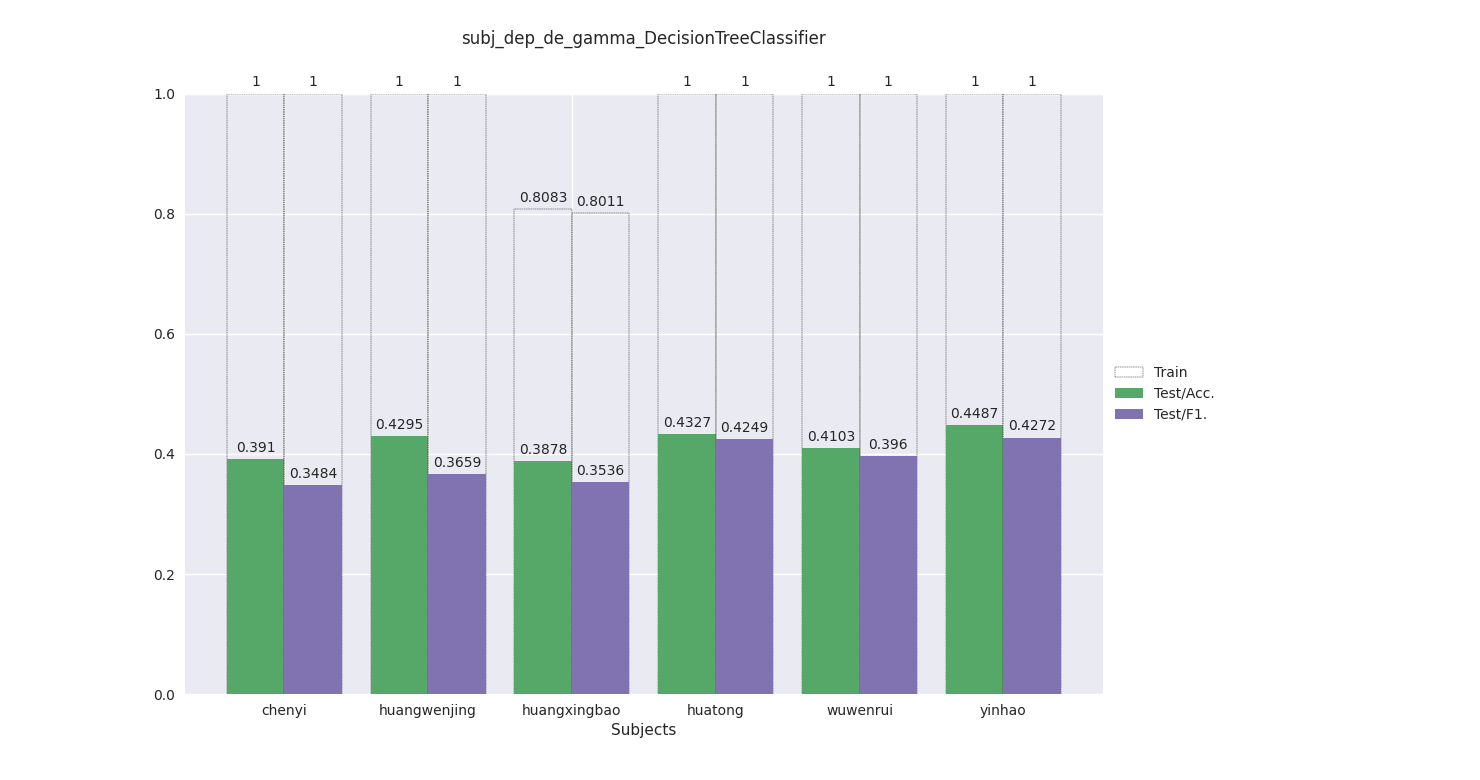 subj_dep_de_gamma_DecisionTreeClassifier
1 1 1 1 1 1 1 1 1 1
1.0
0.8083 0.8011
0.8
0.6
Train
Test/Acc.
Test/F1.
0.391 0.3484 0.4295 0.3659 0.3878 0.3536 0.4327 0.4249 0.4103 0.396 0.4487 0.4272
0.4
0.2
0.0
chenyi huangwenjing huangxingbao huatong wuwenrui yinhao
Subjects